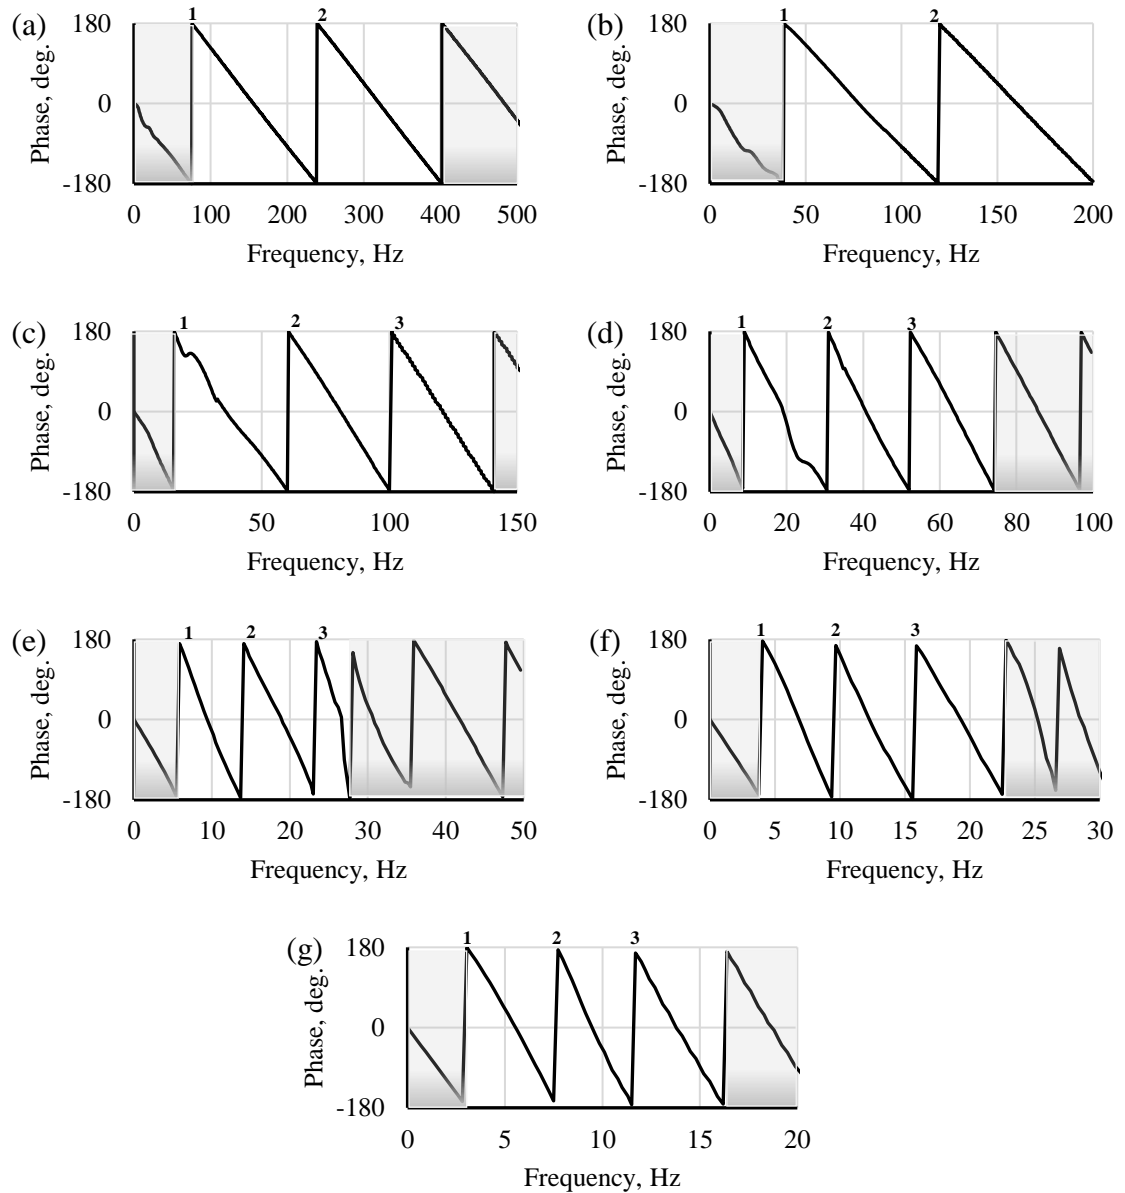 (a)
180
0
-180
Phase, deg.
1
2
0 100 200 300 400 500
Frequency, Hz
(b)
180
0
-180
Phase, deg.
1
2
0 50 100 150 200
Frequency, Hz
(c)
180
0
-180
Phase, deg.
1
2
3
0 50 100 150
Frequency, Hz
(d)
180
0
-180
Phase, deg.
1
2
3
0 20 40 60 80 100
Frequency, Hz
(e)
180
0
-180
Phase, deg.
1
2
3
0 10 20 30 40 50
Frequency, Hz
(f)
180
0
-180
Phase, deg.
1
2
3
0 5 10 15 20 25 30
Frequency, Hz
(g)
180
0
-180
Phase, deg.
1
2
3
0 5 10 15 20
Frequency, Hz